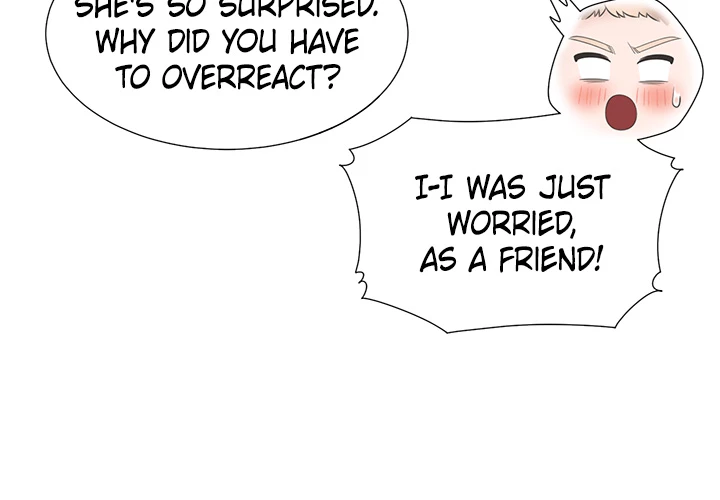 SHE'S SO SURPRISED.
WHY DID YOU HAVE
TO OVERREACT?
I-I WAS JUST
WORRIED,
AS A FRIEND!